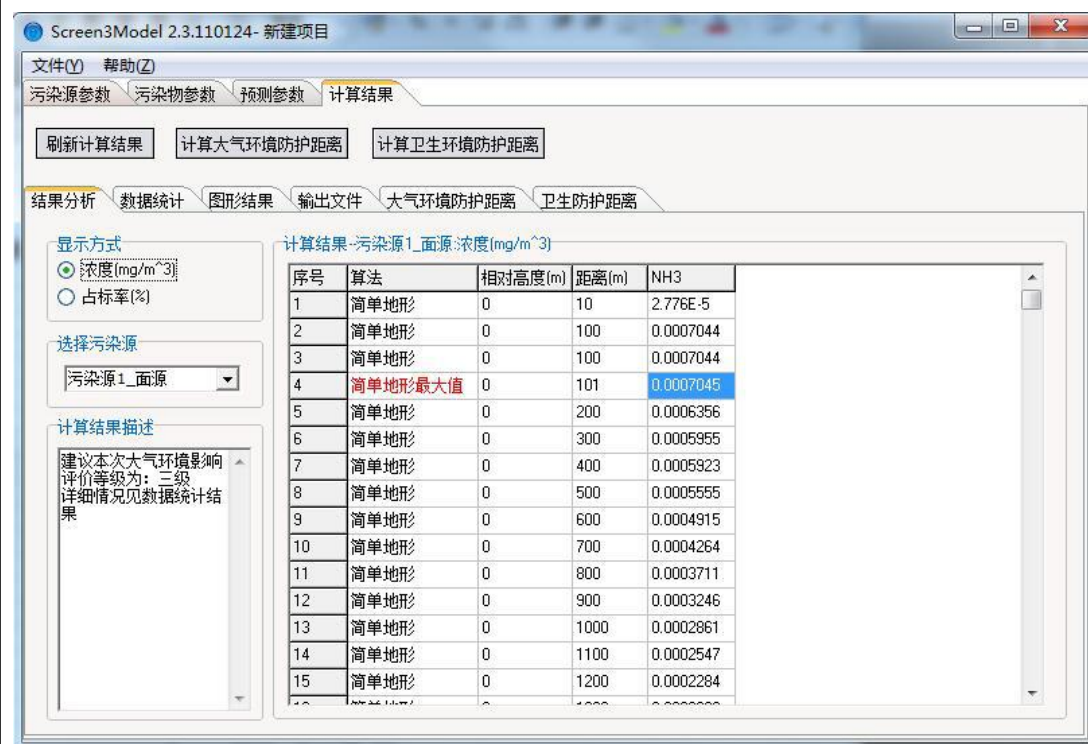 Screen3Model 2.3.110124- 新建项目
文件(Y) 帮助(Z)
污染源参数 污染物参数 预测参数 计算结果
刷新计算结果 计算大气环境防护距离 计算卫生环境防护距离
结果分析 数据统计 图形结果 输出文件 大气环境防护距离 卫生防护距离
显示方式
浓度(mg/m^3)
占标率(%)
选择污染源
污染源1_面源
计算结果描述
建议本次大气环境影响
评价等级为：三级
详细情况见数据统计结
果
计算结果-污染源1_面源:浓度(mg/m^3)
序号 算法 相对高度(m) 距离(m) NH3
1 简单地形 0 10 2.776E-5
2 简单地形 0 100 0.0007044
3 简单地形 0 100 0.0007044
4 简单地形最大值 0 101 0.0007045
5 简单地形 0 200 0.0006356
6 简单地形 0 300 0.0005955
7 简单地形 0 400 0.0005923
8 简单地形 0 500 0.0005555
9 简单地形 0 600 0.0004915
10 简单地形 0 700 0.0004264
11 简单地形 0 800 0.0003711
12 简单地形 0 900 0.0003246
13 简单地形 0 1000 0.0002861
14 简单地形 0 1100 0.0002547
15 简单地形 0 1200 0.0002284